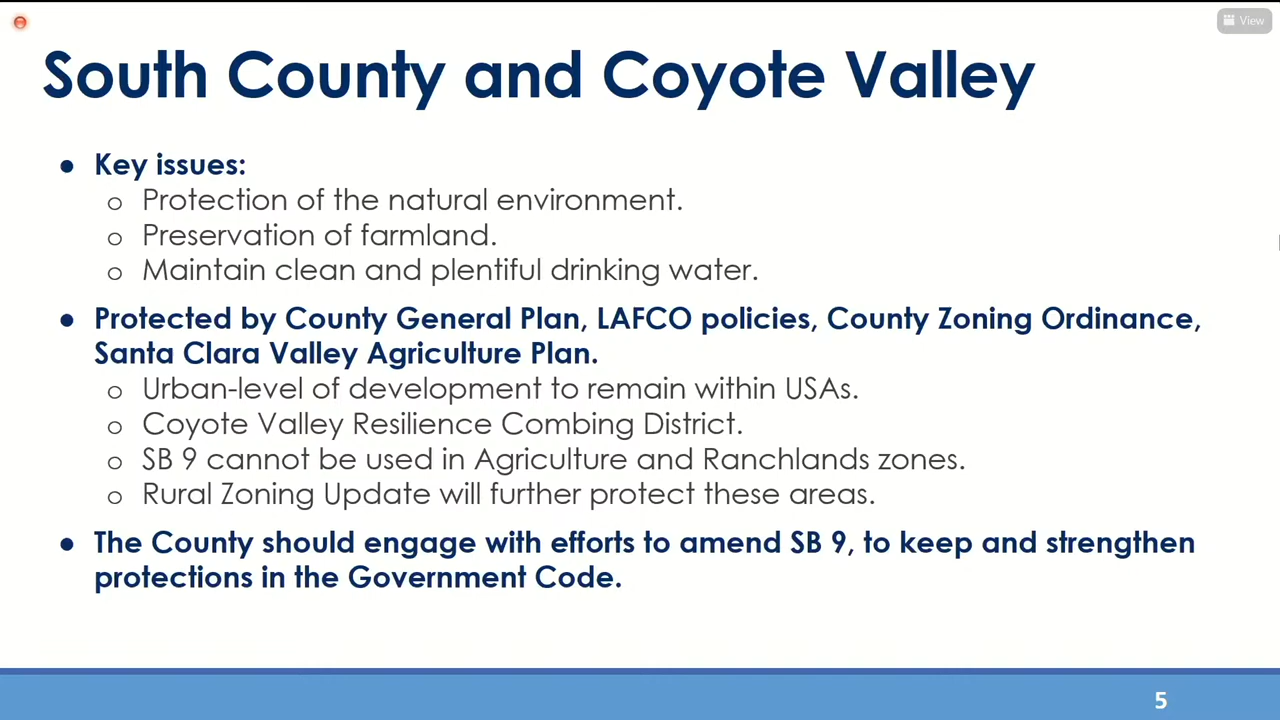 View
South County and Coyote Valley
● Key issues:
o Protection of the natural environment.
o Preservation of farmland.
o Maintain clean and plentiful drinking water.
● Protected by County General Plan, LAFCO policies, County Zoning Ordinance,
Santa Clara Valley Agriculture Plan.
o Urban-level of development to remain within USAs.
o Coyote Valley Resilience Combing District.
o SB 9 cannot be used in Agriculture and Ranchlands zones.
o Rural Zoning Update will further protect these areas.
● The County should engage with efforts to amend SB 9, to keep and strengthen
protections in the Government Code.
5